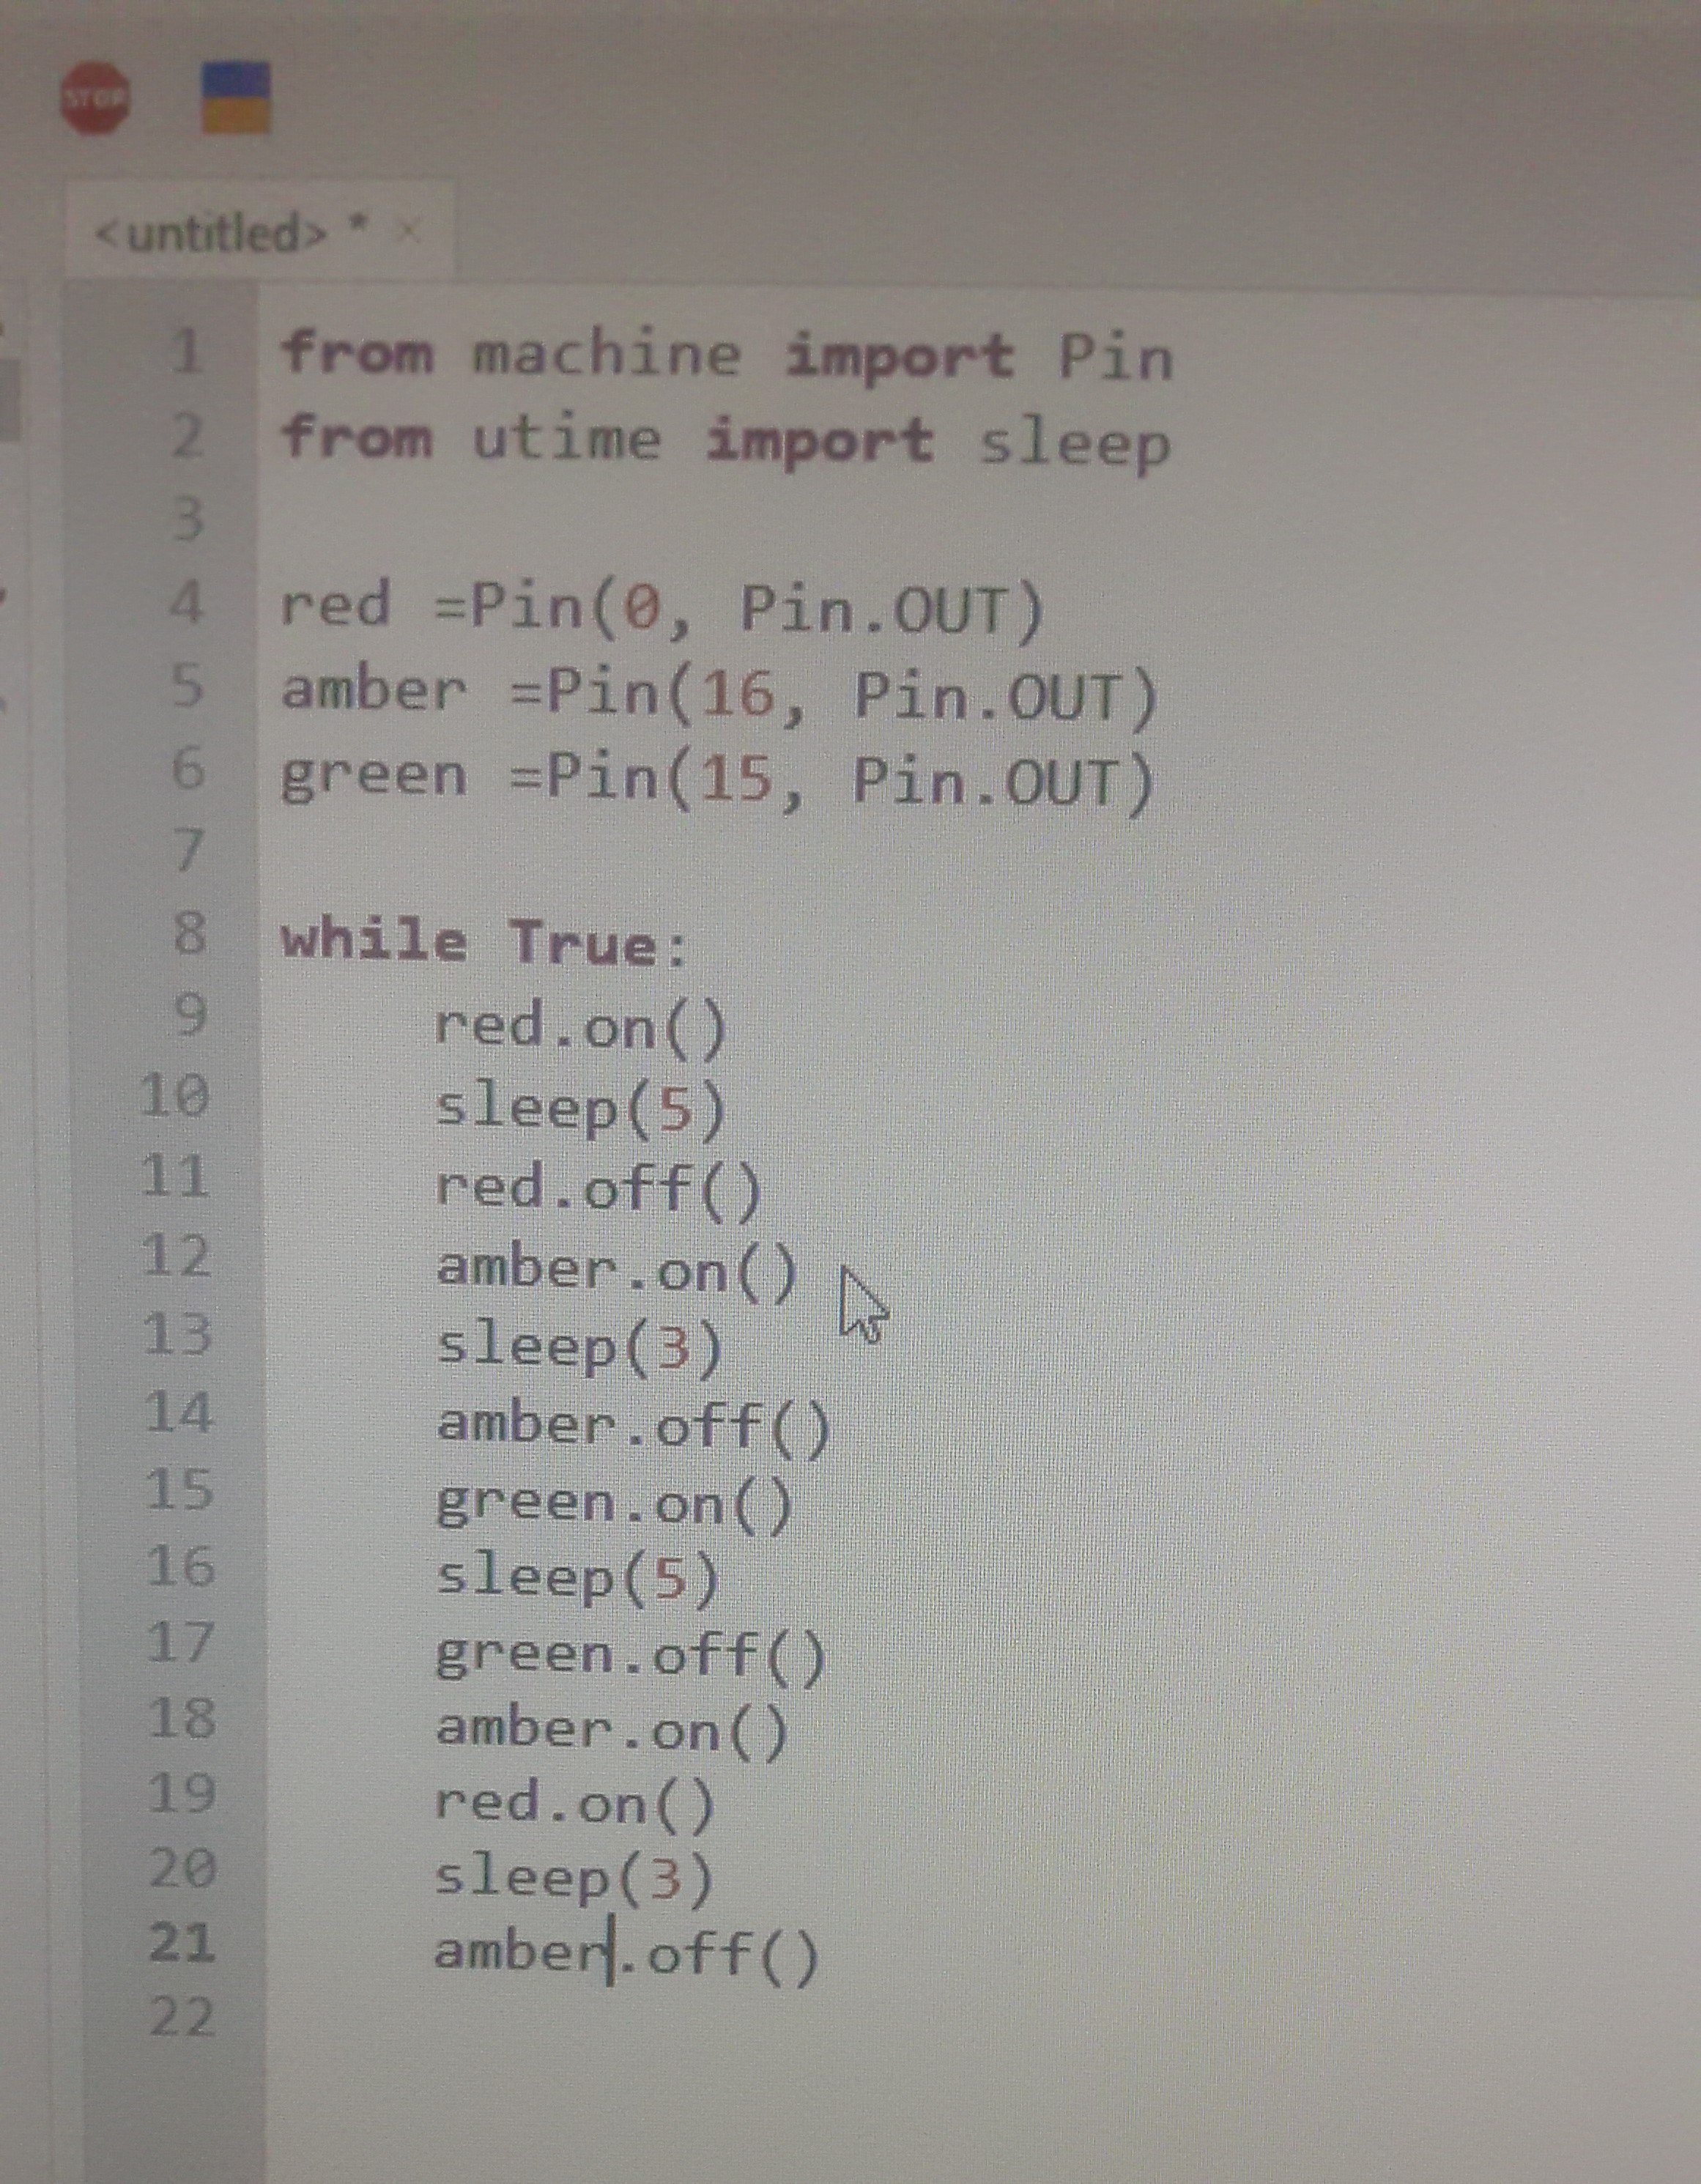 STOP
<untitled> * ×
1 from machine import Pin
2 from utime import sleep
3
4 red =Pin(0, Pin.OUT)
5 amber =Pin(16, Pin.OUT)
6 green =Pin(15, Pin.OUT)
7
8 while True:
9     red.on()
10     sleep(5)
11     red.off()
12     amber.on()
13     sleep(3)
14     amber.off()
15     green.on()
16     sleep(5)
17     green.off()
18     amber.on()
19     red.on()
20     sleep(3)
21     amber.off()
22